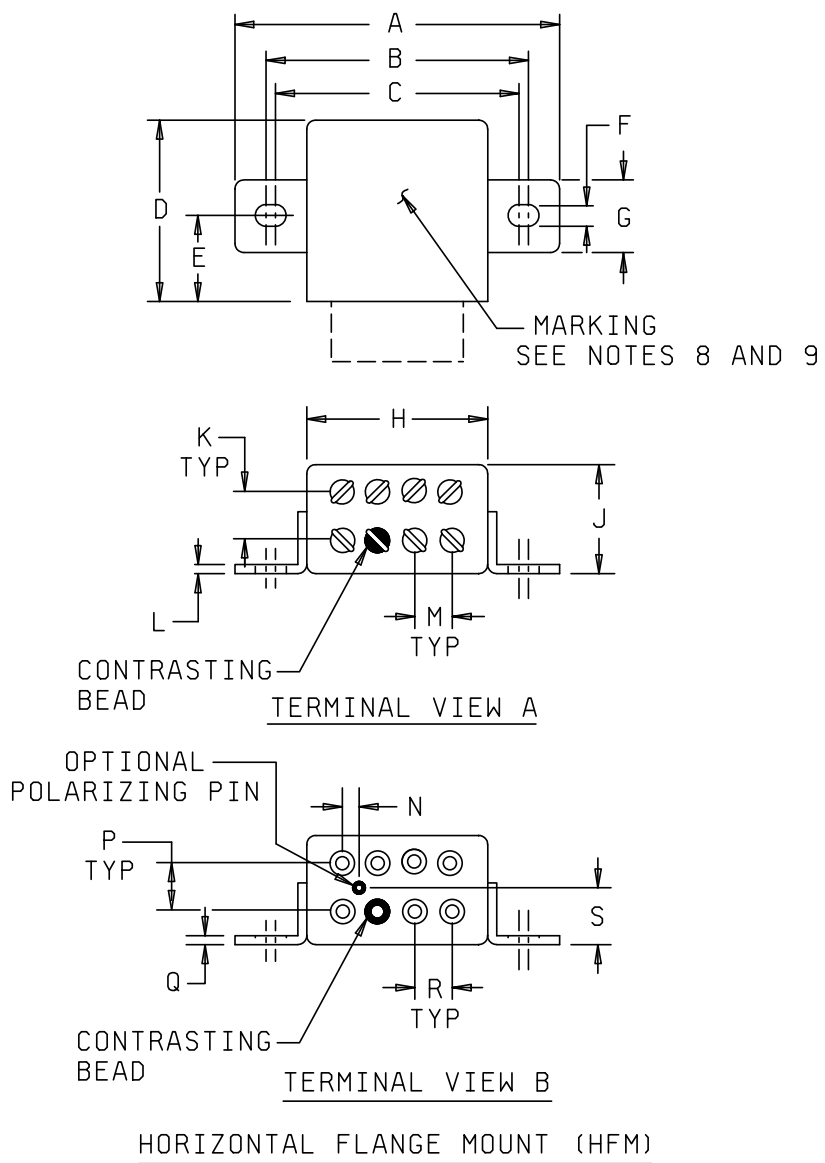 A
B
C
F
D
G
E
MARKING
SEE NOTES 8 AND 9
H
K
TYP
J
L
M
TYP
CONTRASTING
BEAD
TERMINAL VIEW A
OPTIONAL
POLARIZING PIN
N
P
TYP
S
Q
R
TYP
CONTRASTING
BEAD
TERMINAL VIEW B
HORIZONTAL FLANGE MOUNT (HFM)